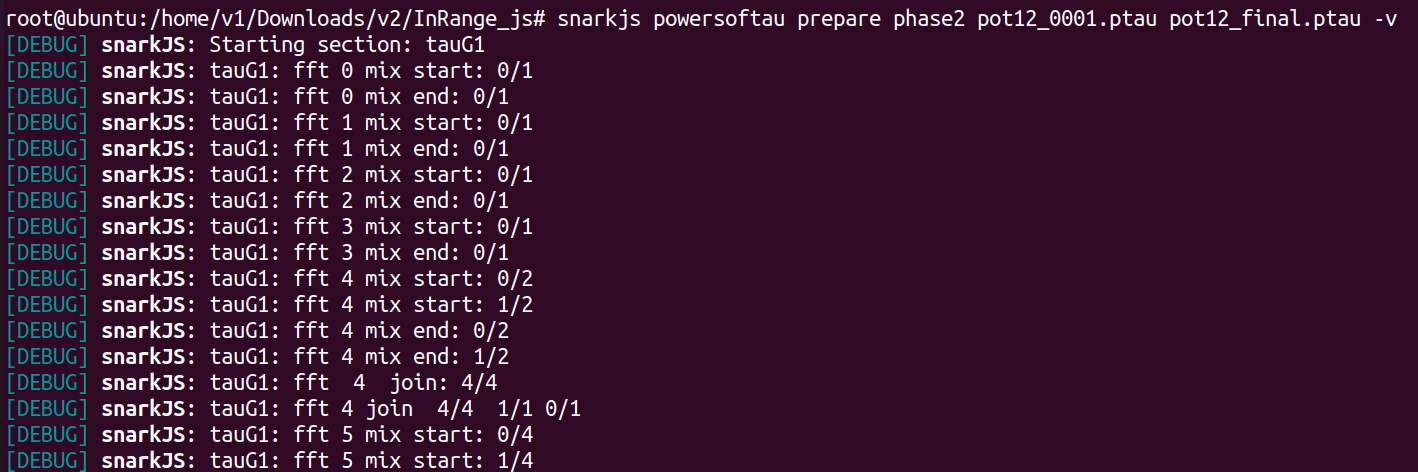 root@ubuntu:/home/v1/Downloads/v2/InRange_js# snarkjs powersoftau prepare phase2 pot12_0001.ptau pot12_final.ptau -v
[DEBUG] snarkJS: Starting section: tauG1
[DEBUG] snarkJS: tauG1: fft 0 mix start: 0/1
[DEBUG] snarkJS: tauG1: fft 0 mix end: 0/1
[DEBUG] snarkJS: tauG1: fft 1 mix start: 0/1
[DEBUG] snarkJS: tauG1: fft 1 mix end: 0/1
[DEBUG] snarkJS: tauG1: fft 2 mix start: 0/1
[DEBUG] snarkJS: tauG1: fft 2 mix end: 0/1
[DEBUG] snarkJS: tauG1: fft 3 mix start: 0/1
[DEBUG] snarkJS: tauG1: fft 3 mix end: 0/1
[DEBUG] snarkJS: tauG1: fft 4 mix start: 0/2
[DEBUG] snarkJS: tauG1: fft 4 mix start: 1/2
[DEBUG] snarkJS: tauG1: fft 4 mix end: 0/2
[DEBUG] snarkJS: tauG1: fft 4 mix end: 1/2
[DEBUG] snarkJS: tauG1: fft  4  join: 4/4
[DEBUG] snarkJS: tauG1: fft 4 join  4/4  1/1 0/1
[DEBUG] snarkJS: tauG1: fft 5 mix start: 0/4
[DEBUG] snarkJS: tauG1: fft 5 mix start: 1/4